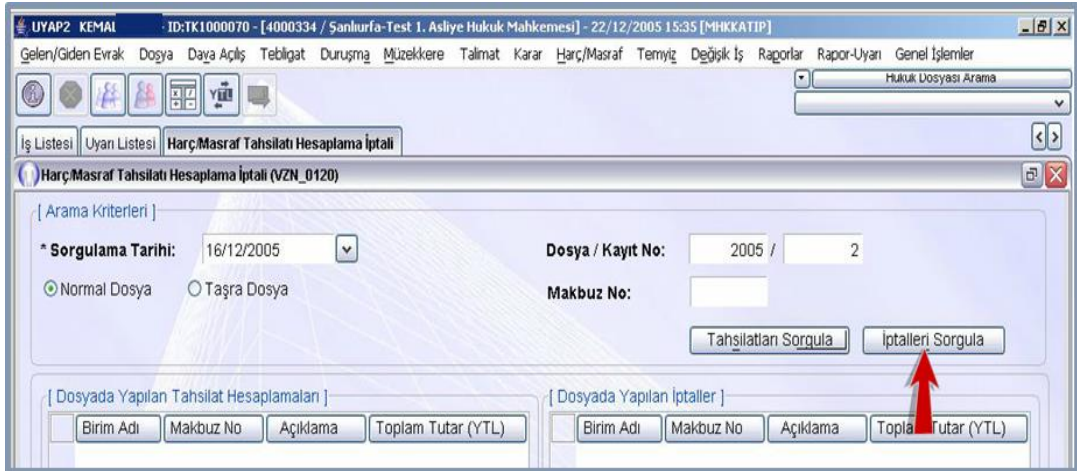 UYAP2 KEMAL ID:TK1000070 - [4000334 / Şanlıurfa-Test 1. Asliye Hukuk Mahkemesi] - 22/12/2005 15:35 [MHKKATIP]
Gelen/Giden Evrak Dosya Dava Açılış Tebligat Duruşma Müzekkere Talimat Karar Harç/Masraf Temyiz Değişik İş Raporlar Rapor-Uyarı Genel İşlemler
Hukuk Dosyası Arama
İş Listesi Uyarı Listesi Harç/Masraf Tahsilatı Hesaplama İptali
Harç/Masraf Tahsilatı Hesaplama İptali (VZN_0120)
[ Arama Kriterleri ]
* Sorgulama Tarihi: 16/12/2005 Dosya / Kayıt No: 2005 / 2
Normal Dosya Taşra Dosya Makbuz No:
Tahsilatları Sorgula İptalleri Sorgula
[ Dosyada Yapılan Tahsilat Hesaplamaları ] [ Dosyada Yapılan İptaller ]
Birim Adı Makbuz No Açıklama Toplam Tutar (YTL) Birim Adı Makbuz No Açıklama Topla Tutar (YTL)